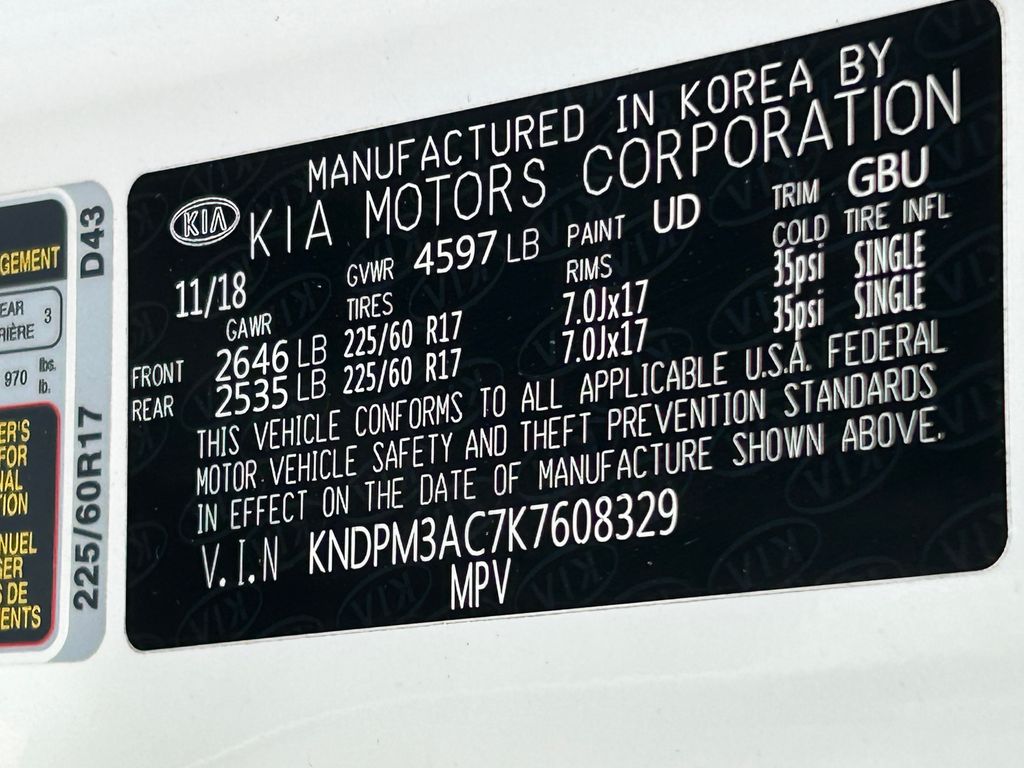 GEMENT
EAR
RIÈRE 3
970 lbs.
lb.
ER'S
FOR
NAL
TION
NUEL
GER
S DE
ENTS
D43
225/60R17
MANUFACTURED IN KOREA BY
KIA KIA MOTORS CORPORATION
11/18 GVWR 4597 LB PAINT UD TRIM GBU
GAWR TIRES RIMS COLD TIRE INFL
FRONT 2646 LB 225/60 R17 7.0Jx17 35psi SINGLE
REAR 2535 LB 225/60 R17 7.0Jx17 35psi SINGLE
THIS VEHICLE CONFORMS TO ALL APPLICABLE U.S.A. FEDERAL
MOTOR VEHICLE SAFETY AND THEFT PREVENTION STANDARDS
IN EFFECT ON THE DATE OF MANUFACTURE SHOWN ABOVE.
V.I.N KNDPM3AC7K7608329
MPV